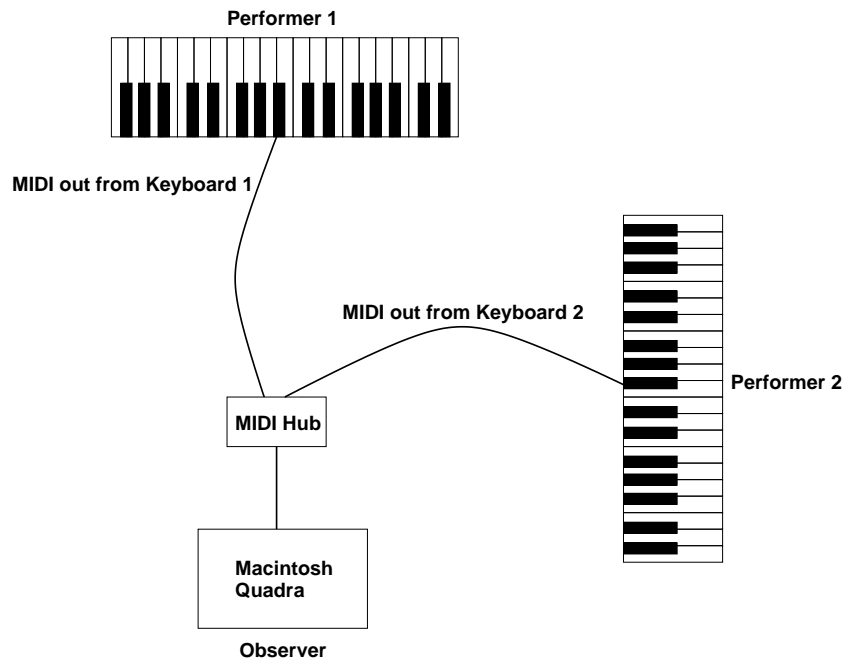 Performer 1
MIDI out from Keyboard 1
MIDI out from Keyboard 2
Performer 2
MIDI Hub
Macintosh
Quadra
Observer